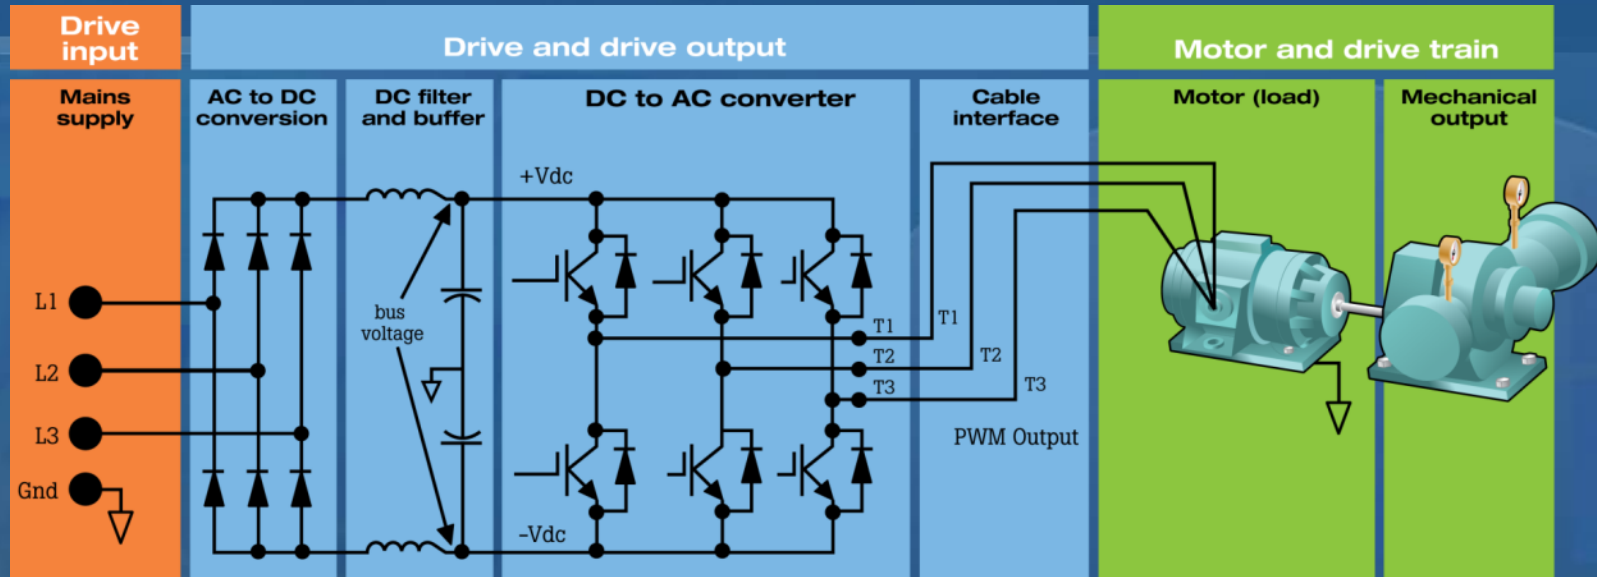 Drive
input
Drive and drive output
Motor and drive train
Mains
supply
AC to DC
conversion
DC filter
and buffer
DC to AC converter
Cable
interface
Motor (load)
Mechanical
output
+Vdc
L1
bus
voltage
T1
T1
L2
T2
T2
T3
T3
L3
PWM Output
Gnd
–Vdc